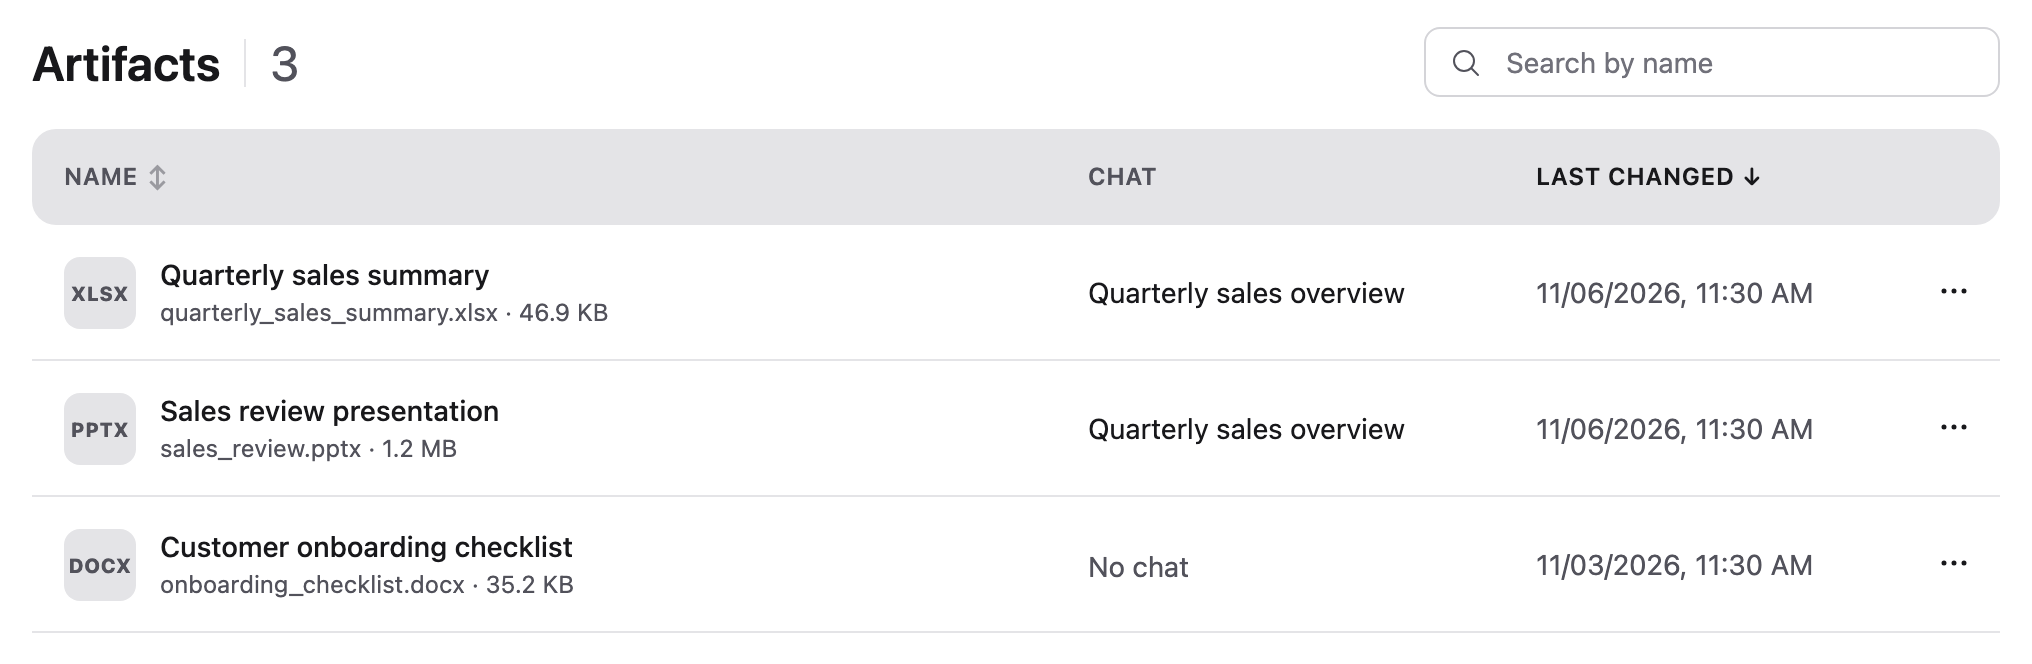 Artifacts 3
Search by name
NAME CHAT LAST CHANGED
XLSX
Quarterly sales summary
quarterly_sales_summary.xlsx · 46.9 KB
Quarterly sales overview
11/06/2026, 11:30 AM
PPTX
Sales review presentation
sales_review.pptx · 1.2 MB
Quarterly sales overview
11/06/2026, 11:30 AM
DOCX
Customer onboarding checklist
onboarding_checklist.docx · 35.2 KB
No chat
11/03/2026, 11:30 AM